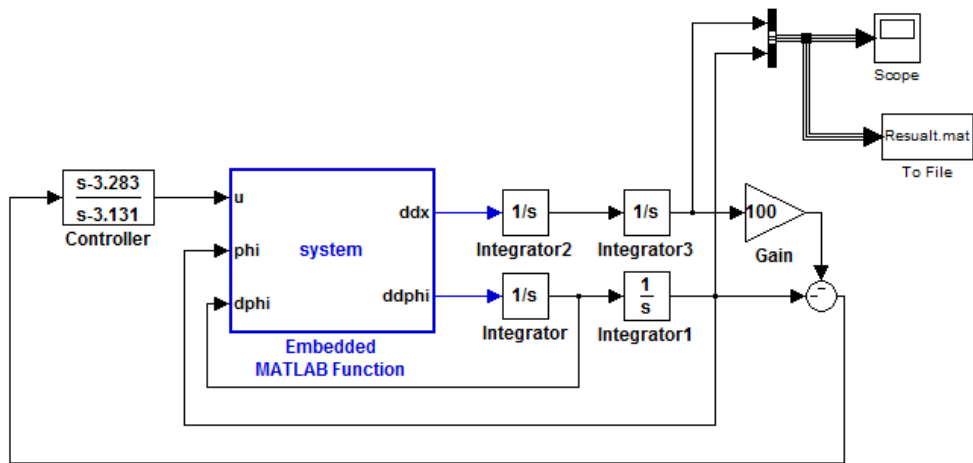 Scope
Resualt.mat
To File
s-3.283
s-3.131
Controller
u
phi
dphi
system
ddx
ddphi
Embedded
MATLAB Function
1/s
Integrator2
1/s
Integrator3
100
Gain
1/s
Integrator
1
s
Integrator1
-
-